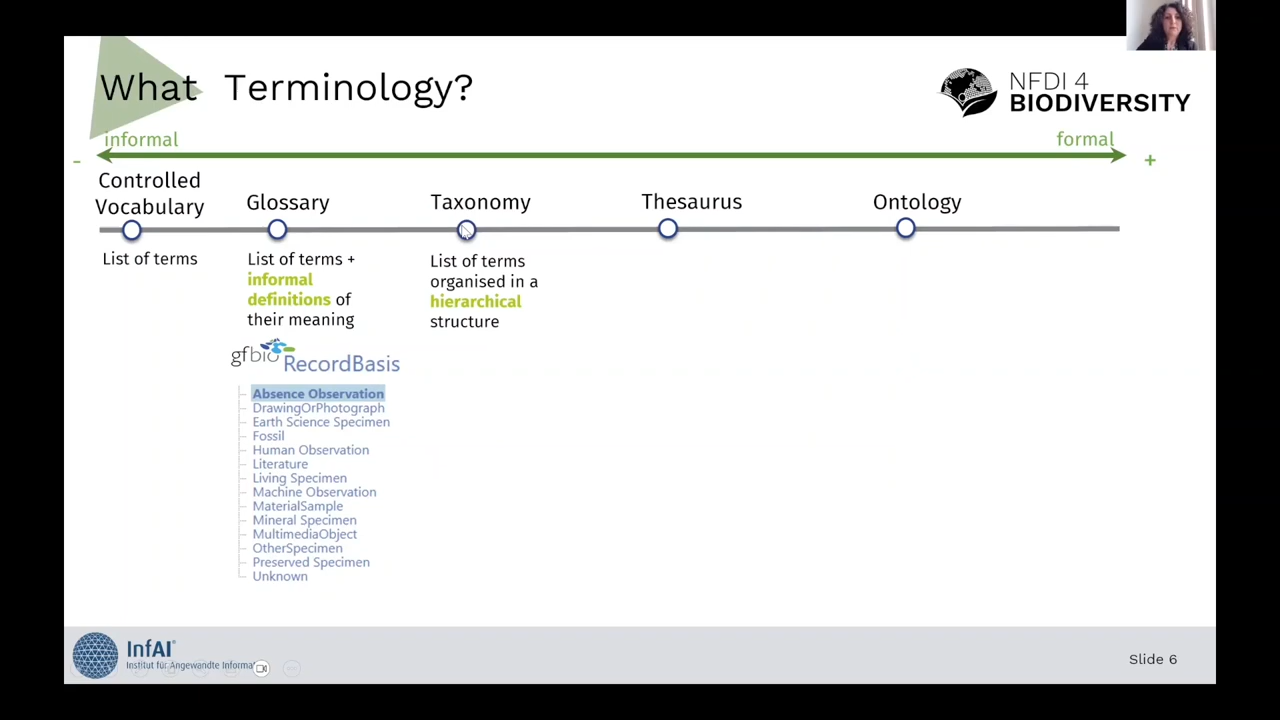 What Terminology?
NFDI 4
BIODIVERSITY
informal
formal
-
+
Controlled
Vocabulary
Glossary
Taxonomy
Thesaurus
Ontology
List of terms
List of terms +
informal
definitions of
their meaning
List of terms
organised in a
hierarchical
structure
gfbio
RecordBasis
Absence Observation
DrawingOrPhotograph
Earth Science Specimen
Fossil
Human Observation
Literature
Living Specimen
Machine Observation
MaterialSample
Mineral Specimen
MultimediaObject
OtherSpecimen
Preserved Specimen
Unknown
InfAI®
Institut für Angewandte Informa
Slide 6